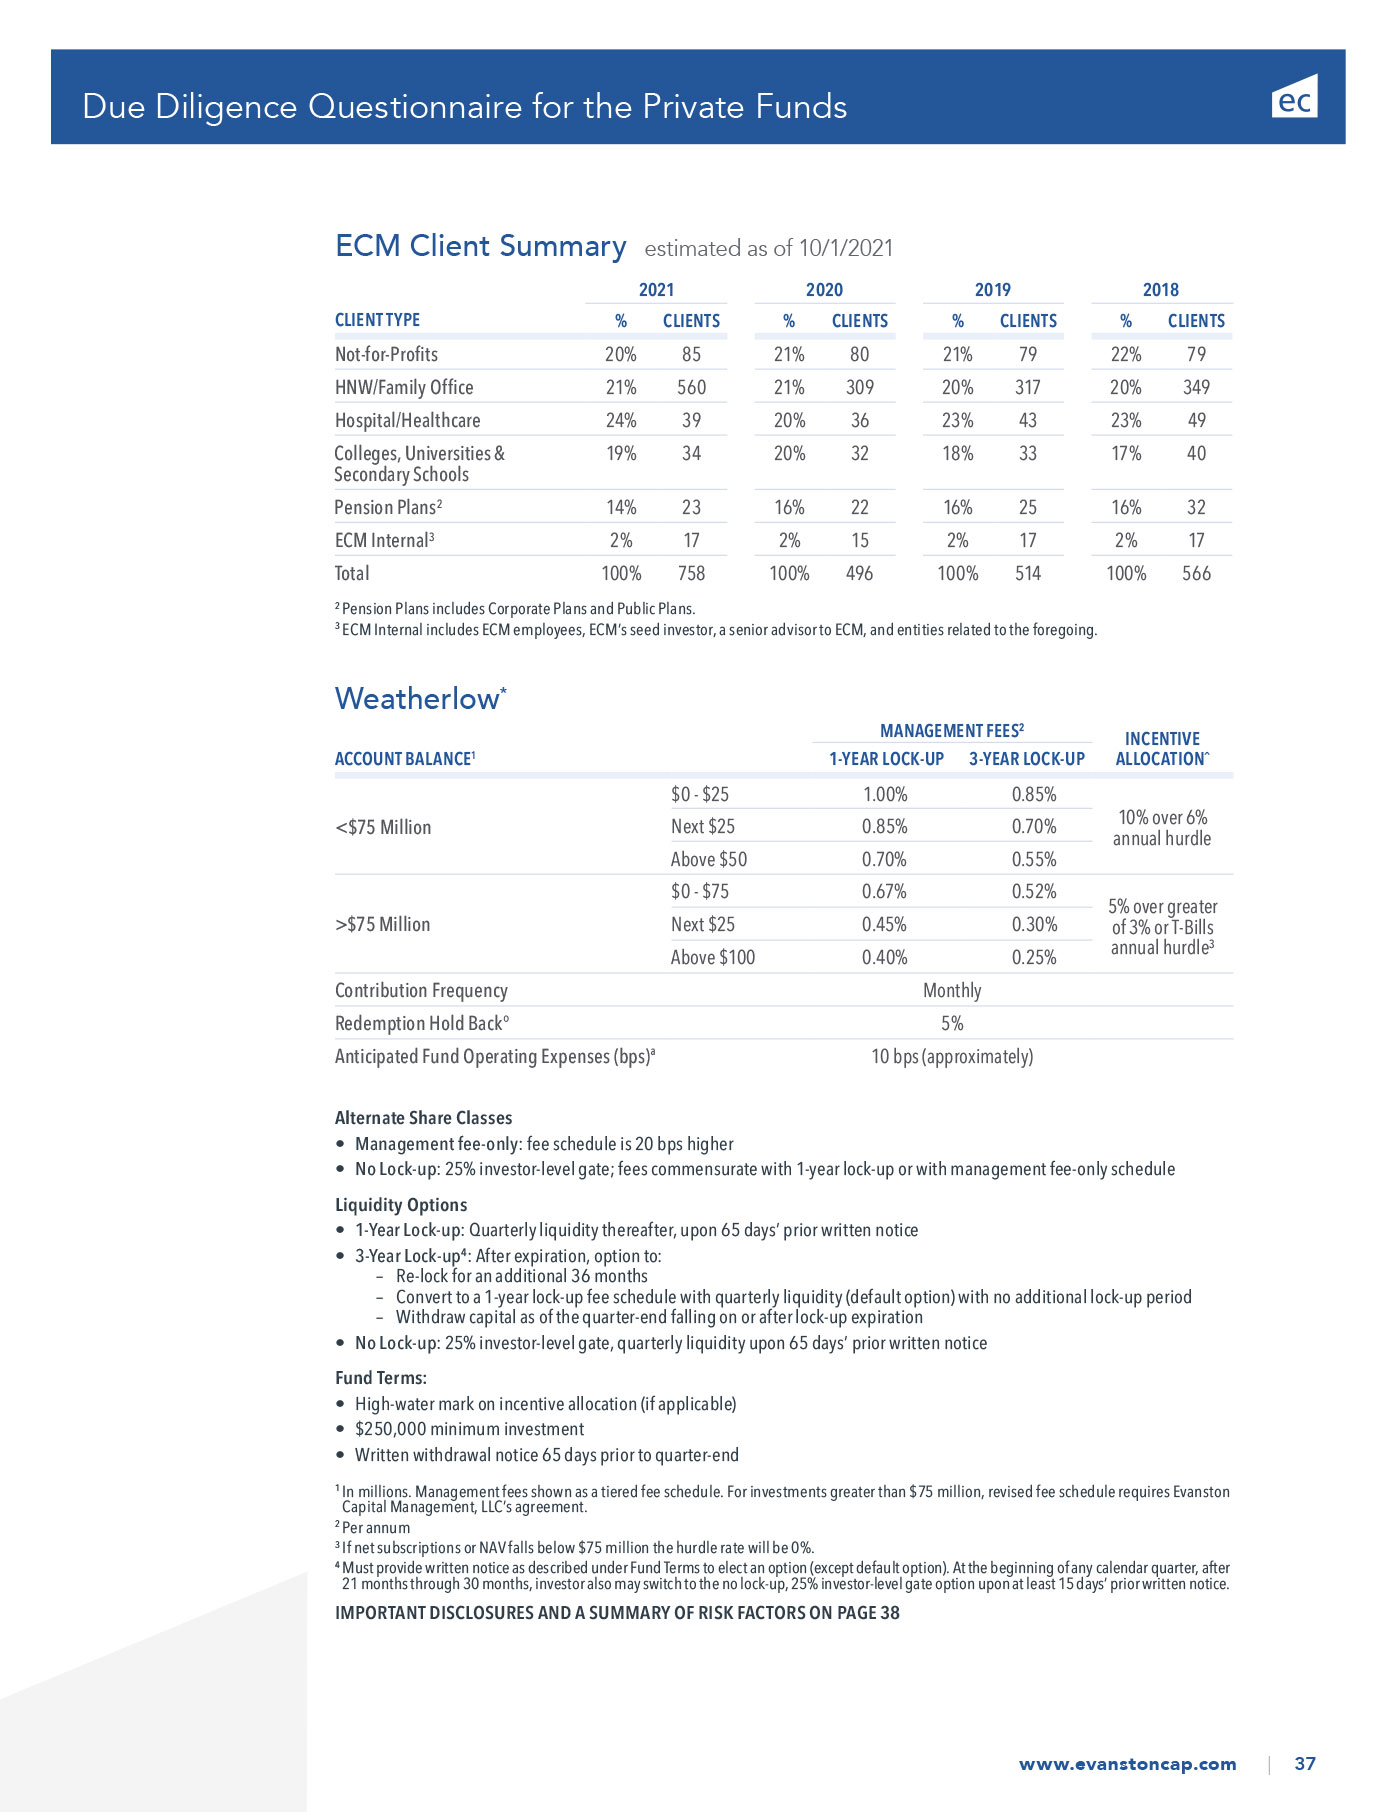 Due Diligence Questionnaire for the Private Funds
ec
ECM Client Summary estimated as of 10/1/2021
2021 2020 2019 2018
CLIENT TYPE % CLIENTS % CLIENTS % CLIENTS % CLIENTS
Not-for-Profits 20% 85 21% 80 21% 79 22% 79
HNW/Family Office 21% 560 21% 309 20% 317 20% 349
Hospital/Healthcare 24% 39 20% 36 23% 43 23% 49
Colleges, Universities & 19% 34 20% 32 18% 33 17% 40
Secondary Schools
Pension Plans² 14% 23 16% 22 16% 25 16% 32
ECM Internal³ 2% 17 2% 15 2% 17 2% 17
Total 100% 758 100% 496 100% 514 100% 566
² Pension Plans includes Corporate Plans and Public Plans.
³ ECM Internal includes ECM employees, ECM's seed investor, a senior advisor to ECM, and entities related to the foregoing.
Weatherlow*
MANAGEMENT FEES²
INCENTIVE
ACCOUNT BALANCE¹ 1-YEAR LOCK-UP 3-YEAR LOCK-UP ALLOCATION^
$0 - $25 1.00% 0.85%
10% over 6%
<$75 Million Next $25 0.85% 0.70%
annual hurdle
Above $50 0.70% 0.55%
$0 - $75 0.67% 0.52%
5% over greater
>$75 Million Next $25 0.45% 0.30% of 3% or T-Bills
annual hurdle³
Above $100 0.40% 0.25%
Contribution Frequency Monthly
Redemption Hold Backº 5%
Anticipated Fund Operating Expenses (bps)ª 10 bps (approximately)
Alternate Share Classes
• Management fee-only: fee schedule is 20 bps higher
• No Lock-up: 25% investor-level gate; fees commensurate with 1-year lock-up or with management fee-only schedule
Liquidity Options
• 1-Year Lock-up: Quarterly liquidity thereafter, upon 65 days' prior written notice
• 3-Year Lock-up⁴: After expiration, option to:
– Re-lock for an additional 36 months
– Convert to a 1-year lock-up fee schedule with quarterly liquidity (default option) with no additional lock-up period
– Withdraw capital as of the quarter-end falling on or after lock-up expiration
• No Lock-up: 25% investor-level gate, quarterly liquidity upon 65 days' prior written notice
Fund Terms:
• High-water mark on incentive allocation (if applicable)
• $250,000 minimum investment
• Written withdrawal notice 65 days prior to quarter-end
¹ In millions. Management fees shown as a tiered fee schedule. For investments greater than $75 million, revised fee schedule requires Evanston
Capital Management, LLC's agreement.
² Per annum
³ If net subscriptions or NAV falls below $75 million the hurdle rate will be 0%.
⁴ Must provide written notice as described under Fund Terms to elect an option (except default option). At the beginning of any calendar quarter, after
21 months through 30 months, investor also may switch to the no lock-up, 25% investor-level gate option upon at least 15 days' prior written notice.
IMPORTANT DISCLOSURES AND A SUMMARY OF RISK FACTORS ON PAGE 38
www.evanstoncap.com | 37